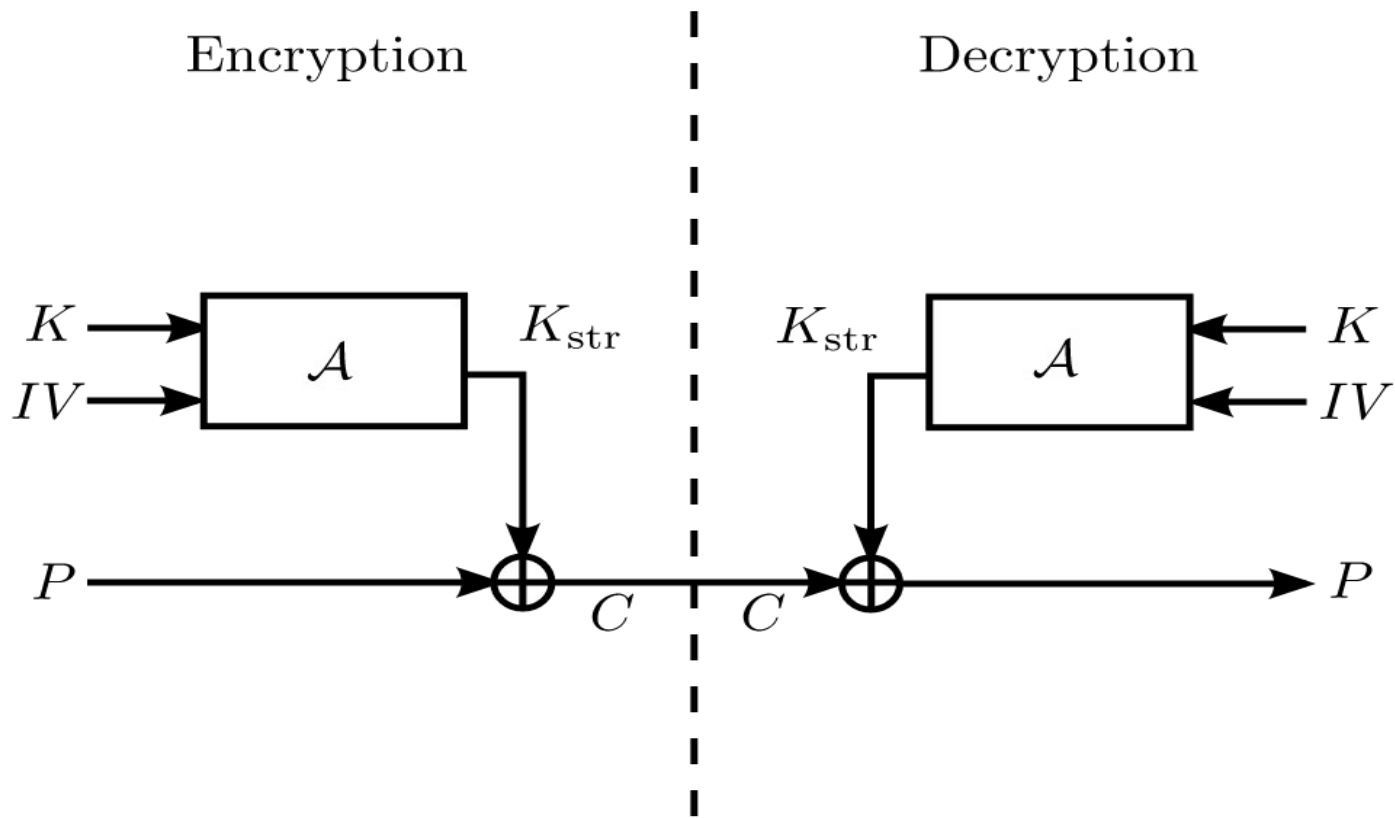 Encryption Decryption
K 𝒜 K_str K_str 𝒜 K
IV IV
P C C P